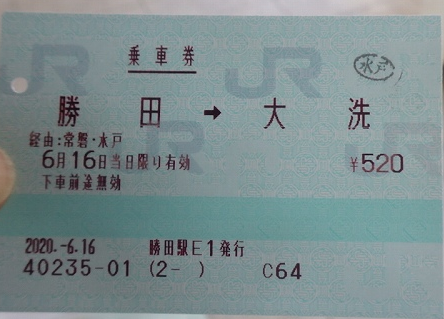 乗車券
水戸
勝田 → 大洗
経由:常磐・水戸
6月16日当日限り有効
¥520
下車前途無効
2020.-6.16 勝田駅E1発行
40235-01 (2- ) C64